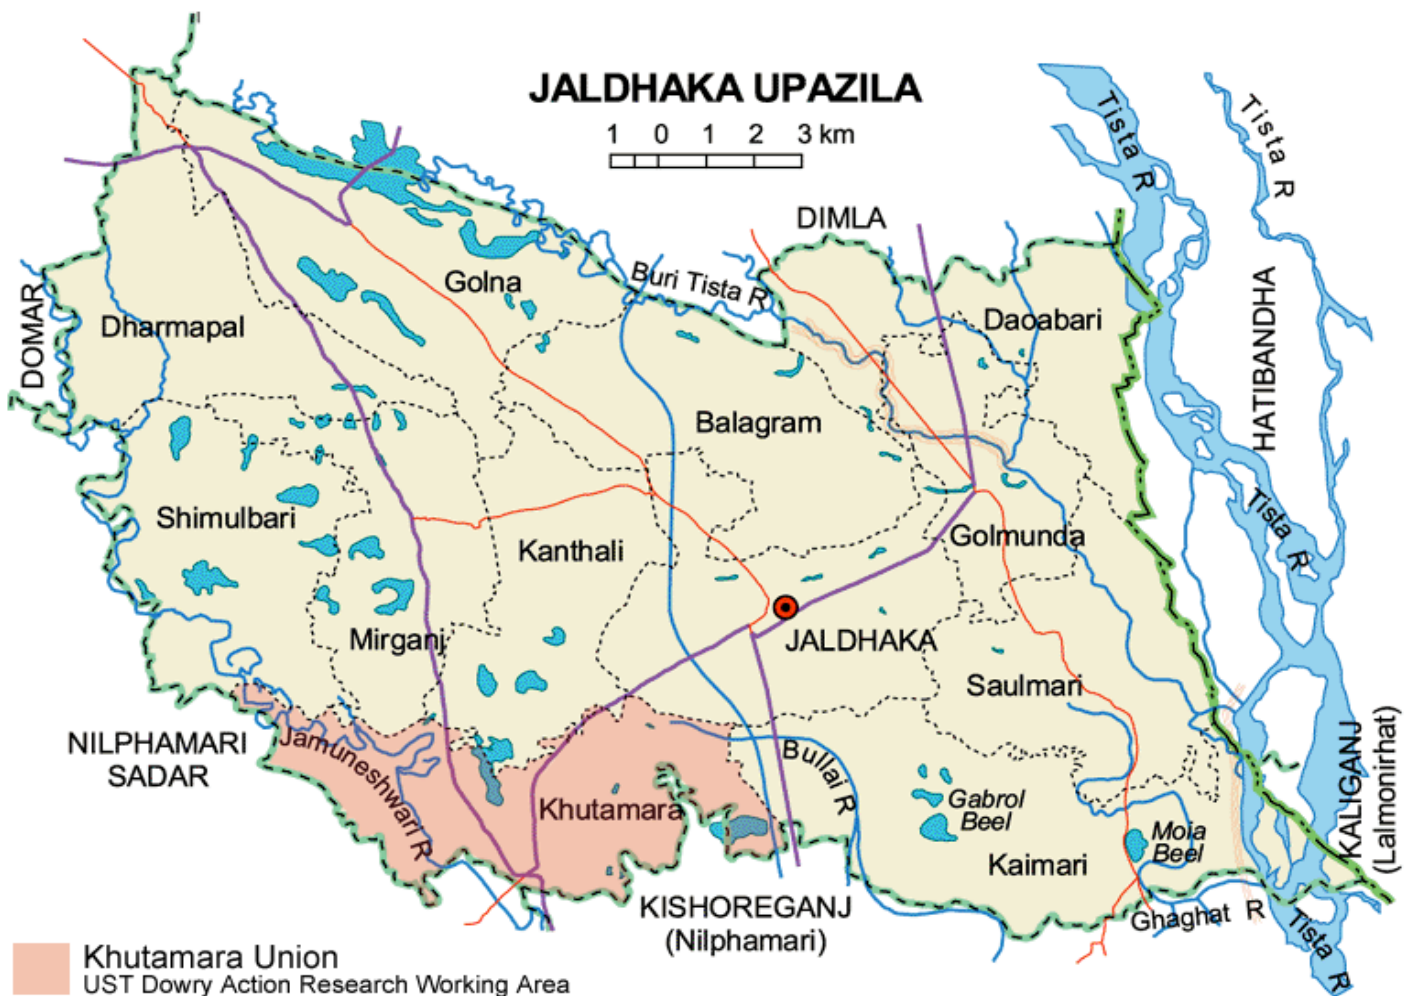 JALDHAKA UPAZILA
1 0 1 2 3 km
Tista R
Tista R
DIMLA
Buri Tista R
Golna
Daoabari
Dharmapal
DOMAR
HATIBANDHA
Balagram
Shimulbari
Kanthali
Golmunda
Tista R
Mirganj
JALDHAKA
Saulmari
NILPHAMARI
SADAR
Jamuneshwari R
Bullai R
Khutamara
Gabrol
Beel
Moia
Beel
Kaimari
KALIGANJ
(Lalmonirhat)
KISHOREGANJ
(Nilphamari)
Ghaghat R
Tista R
Khutamara Union
UST Dowry Action Research Working Area